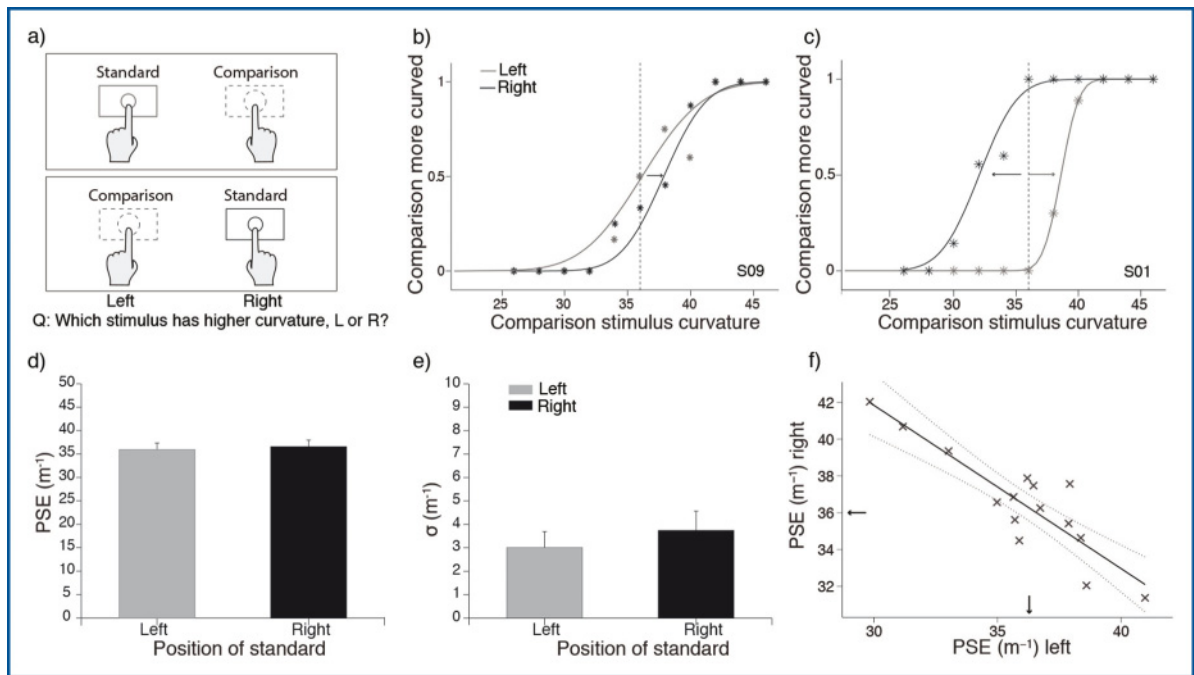 a)
Standard
Comparison
Comparison
Standard
Left
Right
Q: Which stimulus has higher curvature, L or R?
b)
Left
Right
Comparison more curved
1
0.5
0
25
30
35
40
45
S09
Comparison stimulus curvature
c)
Comparison more curved
1
0.5
0
25
30
35
40
45
S01
Comparison stimulus curvature
d)
PSE (m⁻¹)
50
45
40
35
30
25
20
15
10
5
0
Left
Right
Position of standard
e)
Left
Right
σ (m⁻¹)
10
9
8
7
6
5
4
3
2
1
0
Left
Right
Position of standard
f)
PSE (m⁻¹) right
42
40
38
36
34
32
30
35
40
PSE (m⁻¹) left